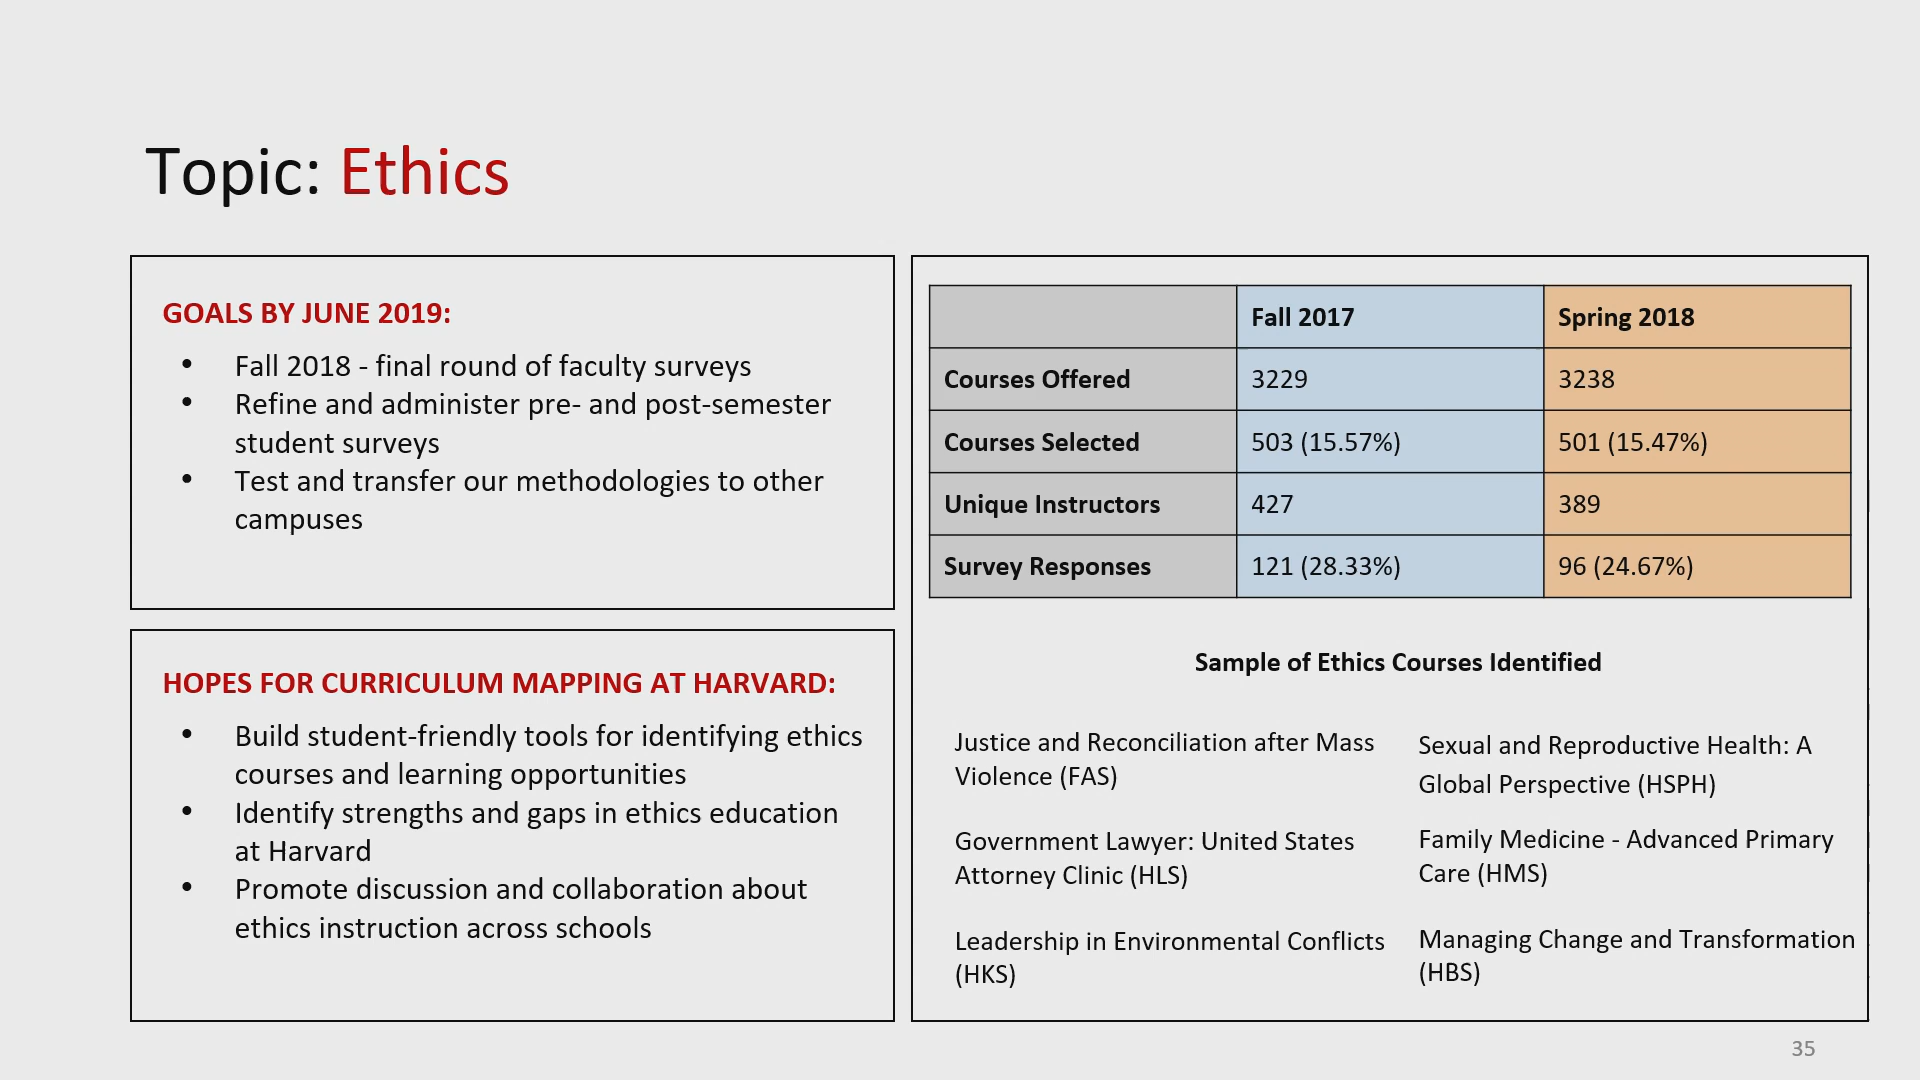 Topic: Ethics
GOALS BY JUNE 2019:
• Fall 2018 - final round of faculty surveys
• Refine and administer pre- and post-semester
student surveys
• Test and transfer our methodologies to other
campuses
HOPES FOR CURRICULUM MAPPING AT HARVARD:
• Build student-friendly tools for identifying ethics
courses and learning opportunities
• Identify strengths and gaps in ethics education
at Harvard
• Promote discussion and collaboration about
ethics instruction across schools
Fall 2017 Spring 2018
Courses Offered 3229 3238
Courses Selected 503 (15.57%) 501 (15.47%)
Unique Instructors 427 389
Survey Responses 121 (28.33%) 96 (24.67%)
Sample of Ethics Courses Identified
Justice and Reconciliation after Mass
Violence (FAS)
Government Lawyer: United States
Attorney Clinic (HLS)
Leadership in Environmental Conflicts
(HKS)
Sexual and Reproductive Health: A
Global Perspective (HSPH)
Family Medicine - Advanced Primary
Care (HMS)
Managing Change and Transformation
(HBS)
35